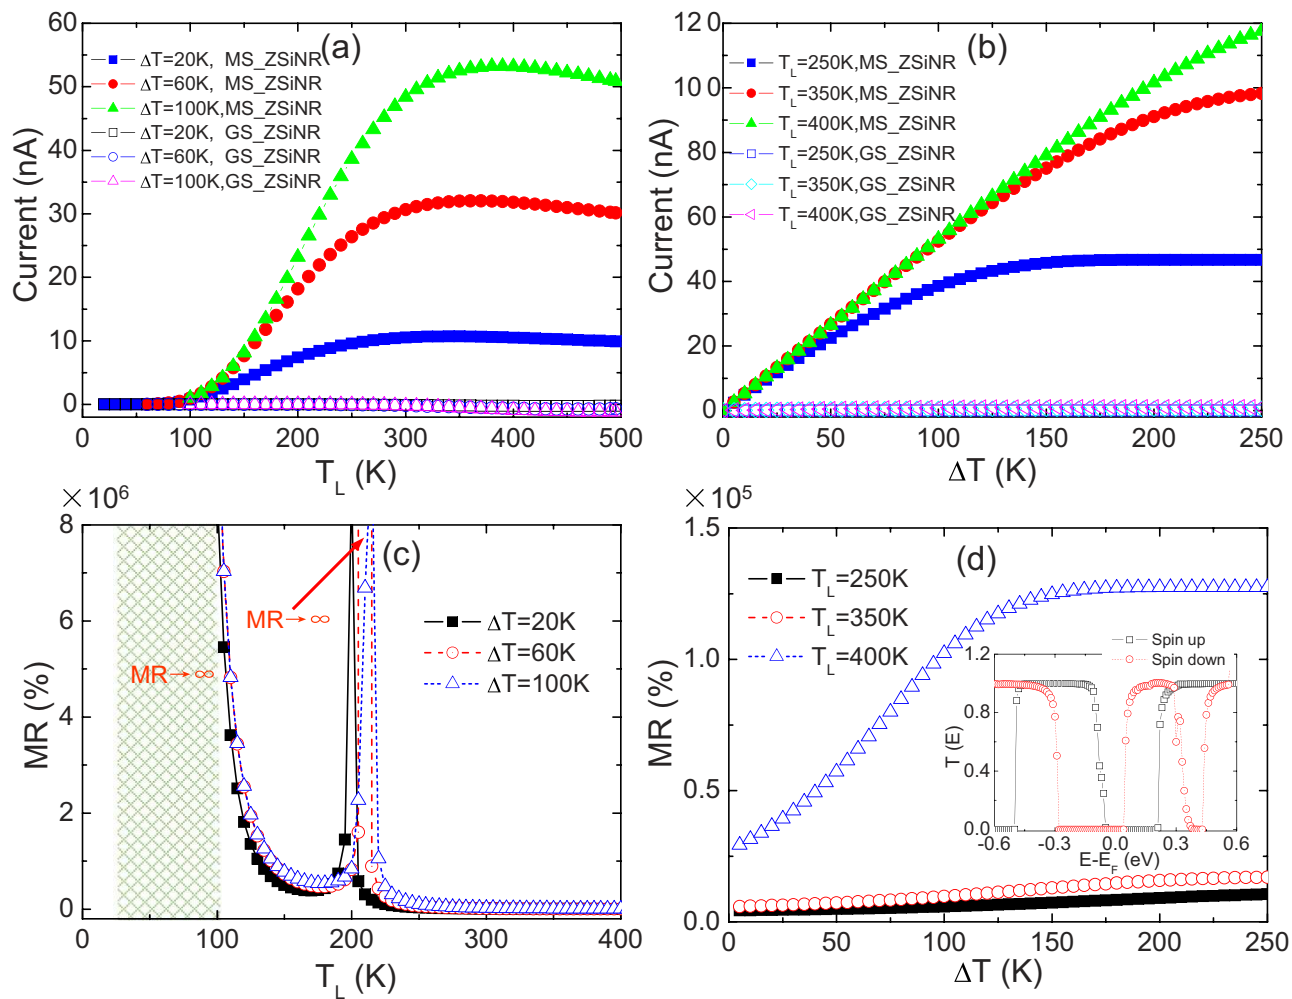 (a)
60
50
40
30
20
10
0
Current (nA)
ΔT=20K, MS_ZSiNR
ΔT=60K, MS_ZSiNR
ΔT=100K,MS_ZSiNR
ΔT=20K, GS_ZSiNR
ΔT=60K, GS_ZSiNR
ΔT=100K,GS_ZSiNR
0 100 200 300 400 500
T_L (K)
(b)
120
100
80
60
40
20
0
Current (nA)
T_L=250K,MS_ZSiNR
T_L=350K,MS_ZSiNR
T_L=400K,MS_ZSiNR
T_L=250K,GS_ZSiNR
T_L=350K,GS_ZSiNR
T_L=400K,GS_ZSiNR
0 50 100 150 200 250
ΔT (K)
×10^6
(c)
8
6
4
2
0
MR (%)
MR→∞
MR→∞
ΔT=20K
ΔT=60K
ΔT=100K
0 100 200 300 400
T_L (K)
×10^5
(d)
1.5
1.0
0.5
0.0
MR (%)
T_L=250K
T_L=350K
T_L=400K
Spin up
Spin down
1.2
0.8
0.4
0.0
T (E)
-0.6 -0.3 0.0 0.3 0.6
E-E_F (eV)
0 50 100 150 200 250
ΔT (K)